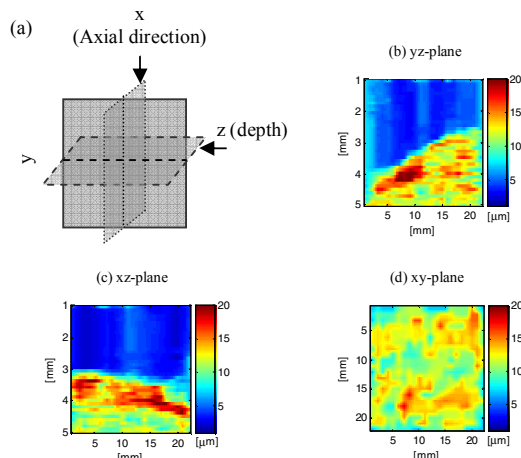 (a)
x
(Axial direction)
z (depth)
y
(b) yz-plane
1
2
3
4
5
[mm]
5 10 15 20
[mm]
20
15
10
5
[μm]
(c) xz-plane
1
2
3
4
5
[mm]
5 10 15 20
[mm]
20
15
10
5
[μm]
(d) xy-plane
5
10
15
20
[mm]
5 10 15 20
[mm]
20
15
10
5
[μm]